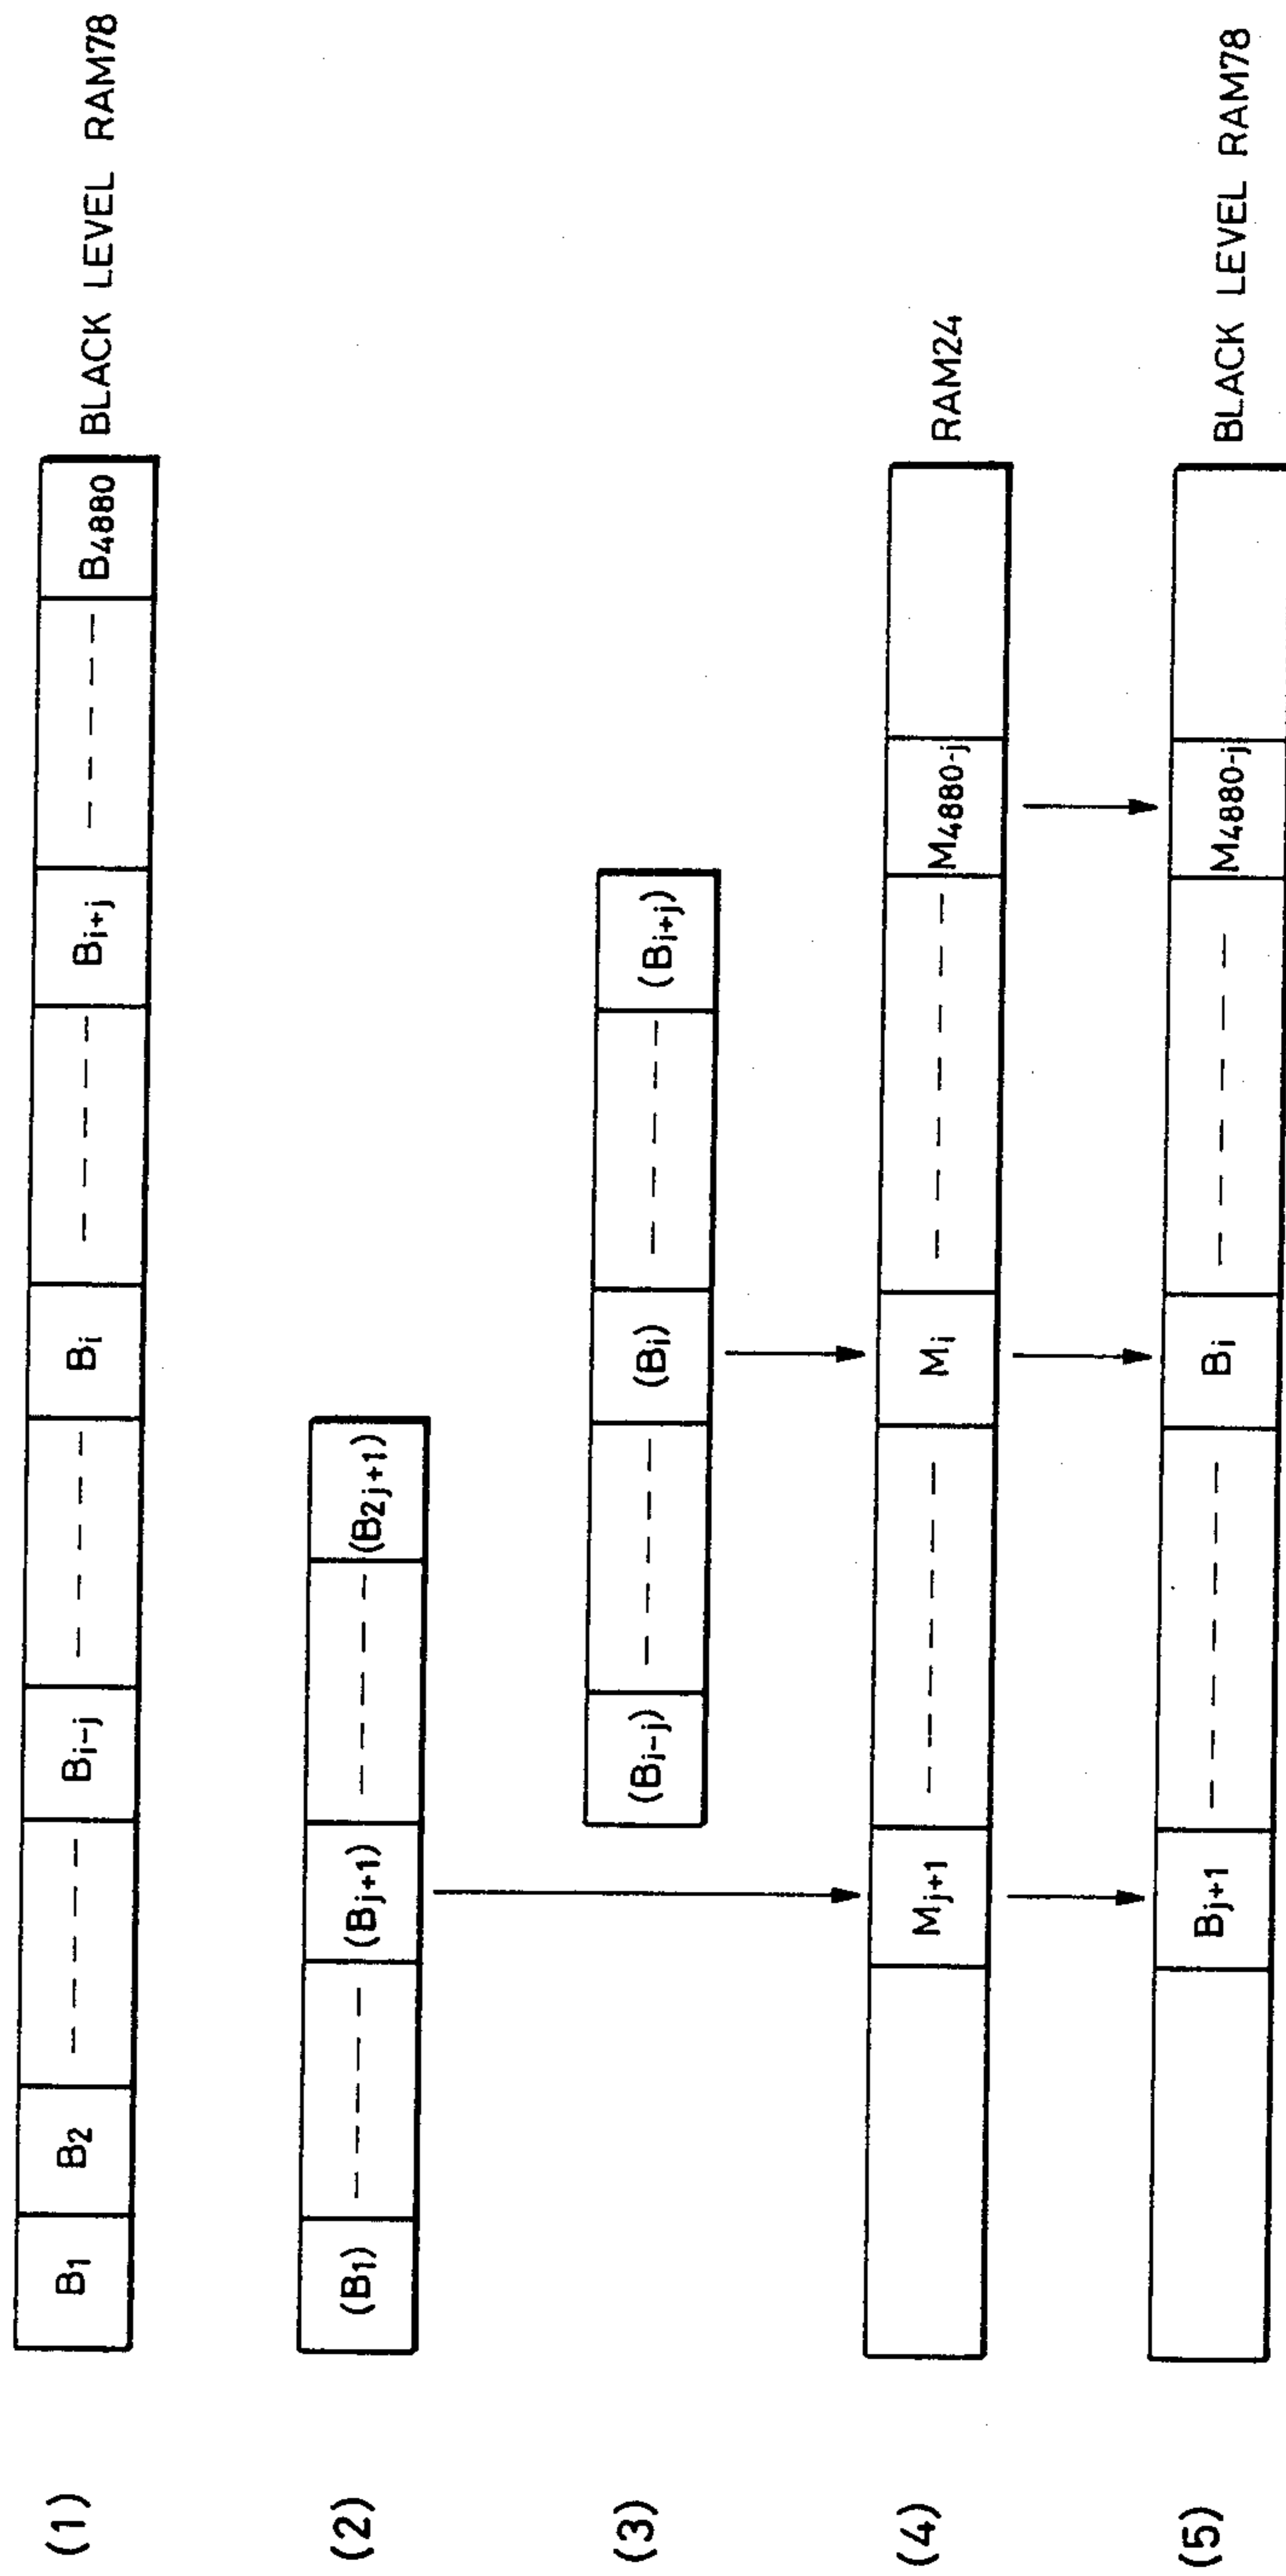 (1) B1 B2 Bi-j Bi Bi+j B4880 BLACK LEVEL RAM78
(2) (B1) (Bj+1) (B2j+1)
(3) (Bi-j) (Bi) (Bi+j)
(4) Mj+1 Mi M4880-j RAM24
(5) Bj+1 Bi M4880-j BLACK LEVEL RAM78